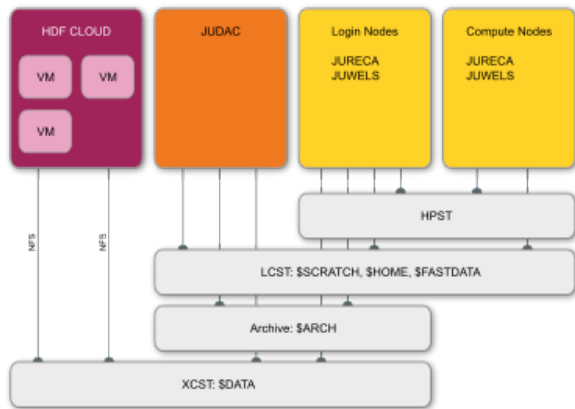 HDF CLOUD
VM
VM
VM
JUDAC
Login Nodes
JURECA
JUWELS
Compute Nodes
JURECA
JUWELS
HPST
NFS
NFS
LCST: $SCRATCH, $HOME, $FASTDATA
Archive: $ARCH
XCST: $DATA